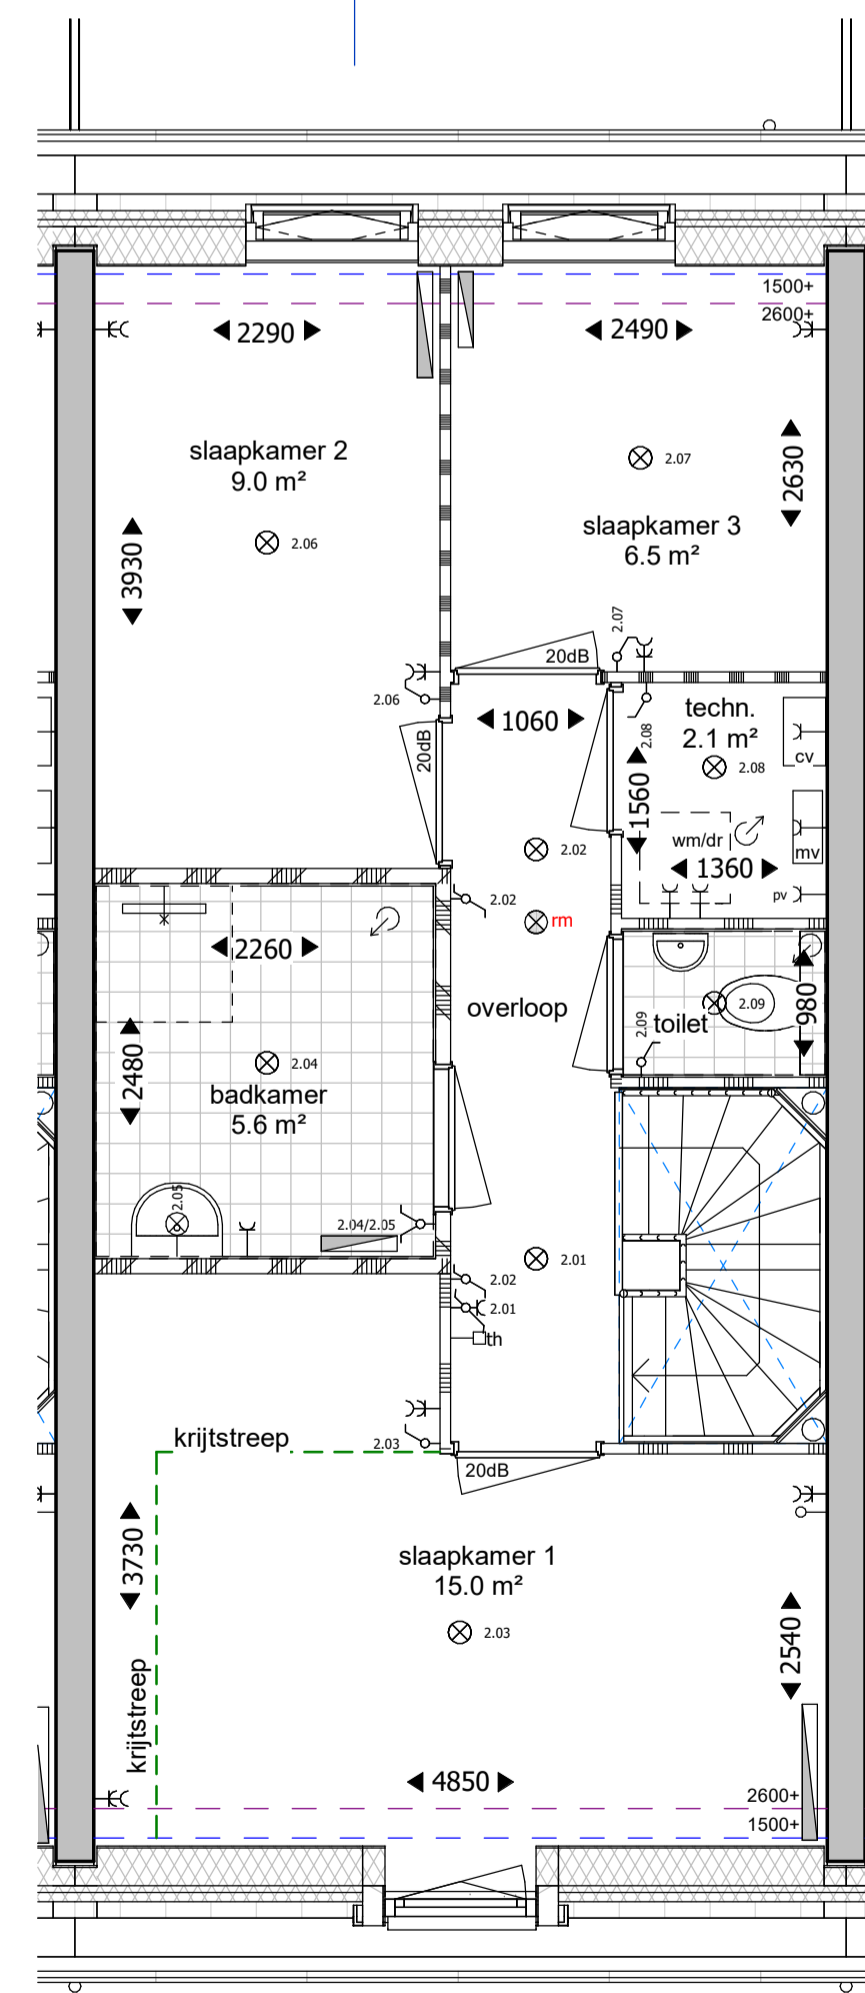 1500+
2600+
2290
2490
slaapkamer 2
9.0 m²
2.07
2630
slaapkamer 3
6.5 m²
2.06
3930
2.07
20dB
2.06
1060
techn.
2.1 m²
2.08
20dB
cv
2.08
1560
wm/dr
mv
2.02
1360
pv
2.02
rm
2260
overloop
2.09
980
2.09
toilet
2480
2.04
badkamer
5.6 m²
2.05
2.04/2.05
2.01
2.02
2.01
th
krijtstreep
2.03
20dB
3730
slaapkamer 1
15.0 m²
2.03
2540
krijtstreep
4850
2600+
1500+